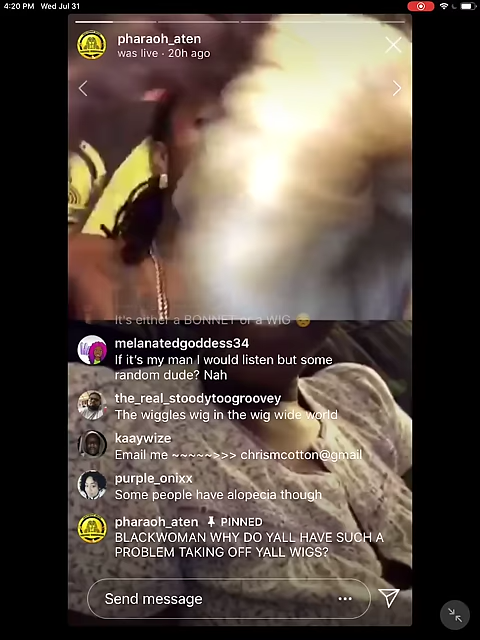 4:20 PM Wed Jul 31
pharaoh_aten
was live · 20h ago
It's either a BONNET or a WIG 😔
melanatedgoddess34
If it's my man I would listen but some
random dude? Nah
the_real_stoodytoogroovey
The wiggles wig in the wig wide world
kaaywize
Email me ~~~~~>>> chrismcotton@gmail
purple_onixx
Some people have alopecia though
pharaoh_aten PINNED
BLACKWOMAN WHY DO YALL HAVE SUCH A
PROBLEM TAKING OFF YALL WIGS?
Send message